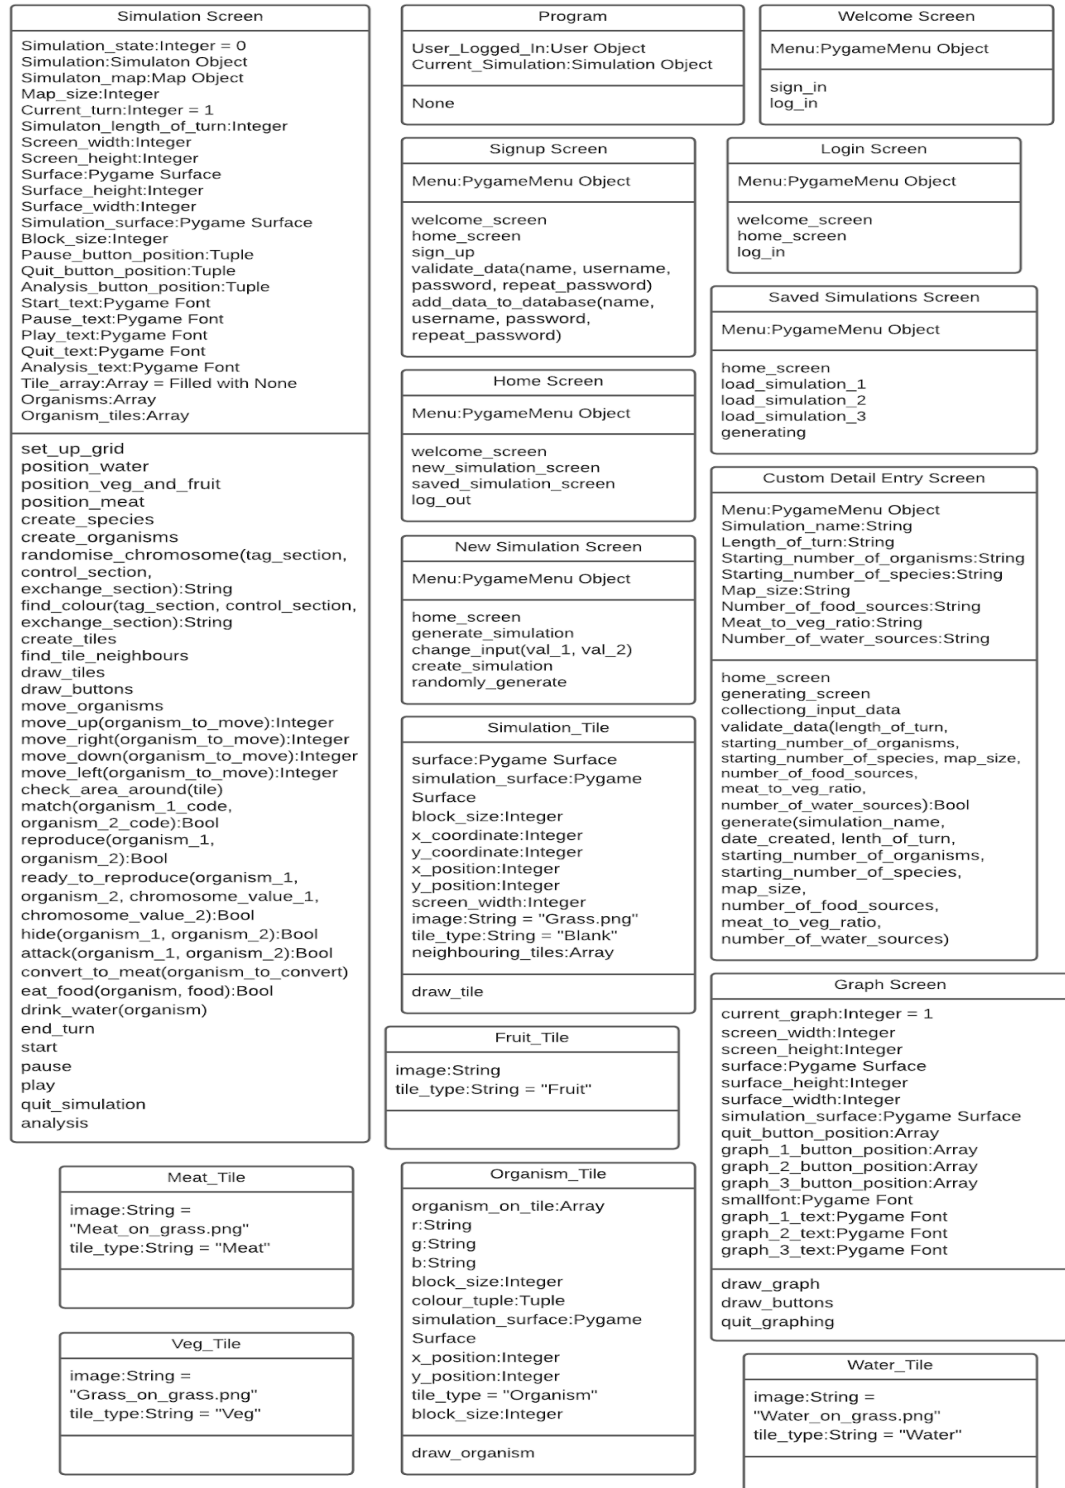 Simulation Screen
Simulation_state:Integer = 0
Simulation:Simulaton Object
Simulaton_map:Map Object
Map_size:Integer
Current_turn:Integer = 1
Simulaton_length_of_turn:Integer
Screen_width:Integer
Screen_height:Integer
Surface:Pygame Surface
Surface_height:Integer
Surface_width:Integer
Simulation_surface:Pygame Surface
Block_size:Integer
Pause_button_position:Tuple
Quit_button_position:Tuple
Analysis_button_position:Tuple
Start_text:Pygame Font
Pause_text:Pygame Font
Play_text:Pygame Font
Quit_text:Pygame Font
Analysis_text:Pygame Font
Tile_array:Array = Filled with None
Organisms:Array
Organism_tiles:Array
set_up_grid
position_water
position_veg_and_fruit
position_meat
create_species
create_organisms
randomise_chromosome(tag_section,
control_section,
exchange_section):String
find_colour(tag_section, control_section,
exchange_section):String
create_tiles
find_tile_neighbours
draw_tiles
draw_buttons
move_organisms
move_up(organism_to_move):Integer
move_right(organism_to_move):Integer
move_down(organism_to_move):Integer
move_left(organism_to_move):Integer
check_area_around(tile)
match(organism_1_code,
organism_2_code):Bool
reproduce(organism_1,
organism_2):Bool
ready_to_reproduce(organism_1,
organism_2, chromosome_value_1,
chromosome_value_2):Bool
hide(organism_1, organism_2):Bool
attack(organism_1, organism_2):Bool
convert_to_meat(organism_to_convert)
eat_food(organism, food):Bool
drink_water(organism)
end_turn
start
pause
play
quit_simulation
analysis
Meat_Tile
image:String =
"Meat_on_grass.png"
tile_type:String = "Meat"
Veg_Tile
image:String =
"Grass_on_grass.png"
tile_type:String = "Veg"
Program
User_Logged_In:User Object
Current_Simulation:Simulation Object
None
Signup Screen
Menu:PygameMenu Object
welcome_screen
home_screen
sign_up
validate_data(name, username,
password, repeat_password)
add_data_to_database(name,
username, password,
repeat_password)
Home Screen
Menu:PygameMenu Object
welcome_screen
new_simulation_screen
saved_simulation_screen
log_out
New Simulation Screen
Menu:PygameMenu Object
home_screen
generate_simulation
change_input(val_1, val_2)
create_simulation
randomly_generate
Simulation_Tile
surface:Pygame Surface
simulation_surface:Pygame
Surface
block_size:Integer
x_coordinate:Integer
y_coordinate:Integer
x_position:Integer
y_position:Integer
screen_width:Integer
image:String = "Grass.png"
tile_type:String = "Blank"
neighbouring_tiles:Array
draw_tile
Fruit_Tile
image:String
tile_type:String = "Fruit"
Organism_Tile
organism_on_tile:Array
r:String
g:String
b:String
block_size:Integer
colour_tuple:Tuple
simulation_surface:Pygame
Surface
x_position:Integer
y_position:Integer
tile_type = "Organism"
block_size:Integer
draw_organism
Welcome Screen
Menu:PygameMenu Object
sign_in
log_in
Login Screen
Menu:PygameMenu Object
welcome_screen
home_screen
log_in
Saved Simulations Screen
Menu:PygameMenu Object
home_screen
load_simulation_1
load_simulation_2
load_simulation_3
generating
Custom Detail Entry Screen
Menu:PygameMenu Object
Simulation_name:String
Length_of_turn:String
Starting_number_of_organisms:String
Starting_number_of_species:String
Map_size:String
Number_of_food_sources:String
Meat_to_veg_ratio:String
Number_of_water_sources:String
home_screen
generating_screen
collectiong_input_data
validate_data(length_of_turn,
starting_number_of_organisms,
starting_number_of_species, map_size,
number_of_food_sources,
meat_to_veg_ratio,
number_of_water_sources):Bool
generate(simulation_name,
date_created, lenth_of_turn,
starting_number_of_organisms,
starting_number_of_species,
map_size,
number_of_food_sources,
meat_to_veg_ratio,
number_of_water_sources)
Graph Screen
current_graph:Integer = 1
screen_width:Integer
screen_height:Integer
surface:Pygame Surface
surface_height:Integer
surface_width:Integer
simulation_surface:Pygame Surface
quit_button_position:Array
graph_1_button_position:Array
graph_2_button_position:Array
graph_3_button_position:Array
smallfont:Pygame Font
graph_1_text:Pygame Font
graph_2_text:Pygame Font
graph_3_text:Pygame Font
draw_graph
draw_buttons
quit_graphing
Water_Tile
image:String =
"Water_on_grass.png"
tile_type:String = "Water"